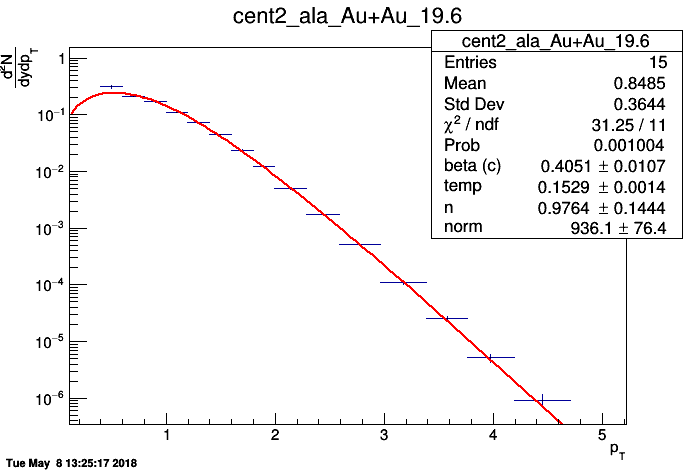 cent2_ala_Au+Au_19.6
d²N
dydp_T
cent2_ala_Au+Au_19.6
Entries 15
Mean 0.8485
Std Dev 0.3644
χ² / ndf 31.25 / 11
Prob 0.001004
beta (c) 0.4051 ± 0.0107
temp 0.1529 ± 0.0014
n 0.9764 ± 0.1444
norm 936.1 ± 76.4
1
10⁻¹
10⁻²
10⁻³
10⁻⁴
10⁻⁵
10⁻⁶
1 2 3 4 5
p_T
Tue May 8 13:25:17 2018